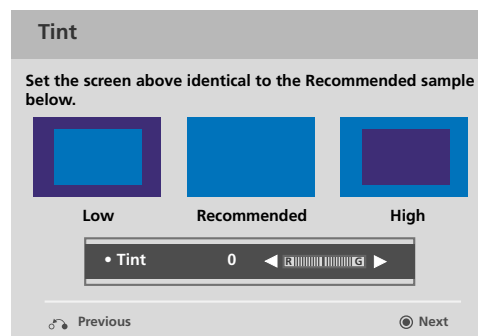 Tint
Set the screen above identical to the Recommended sample
below.
Low Recommended High
• Tint 0 R G
Previous Next